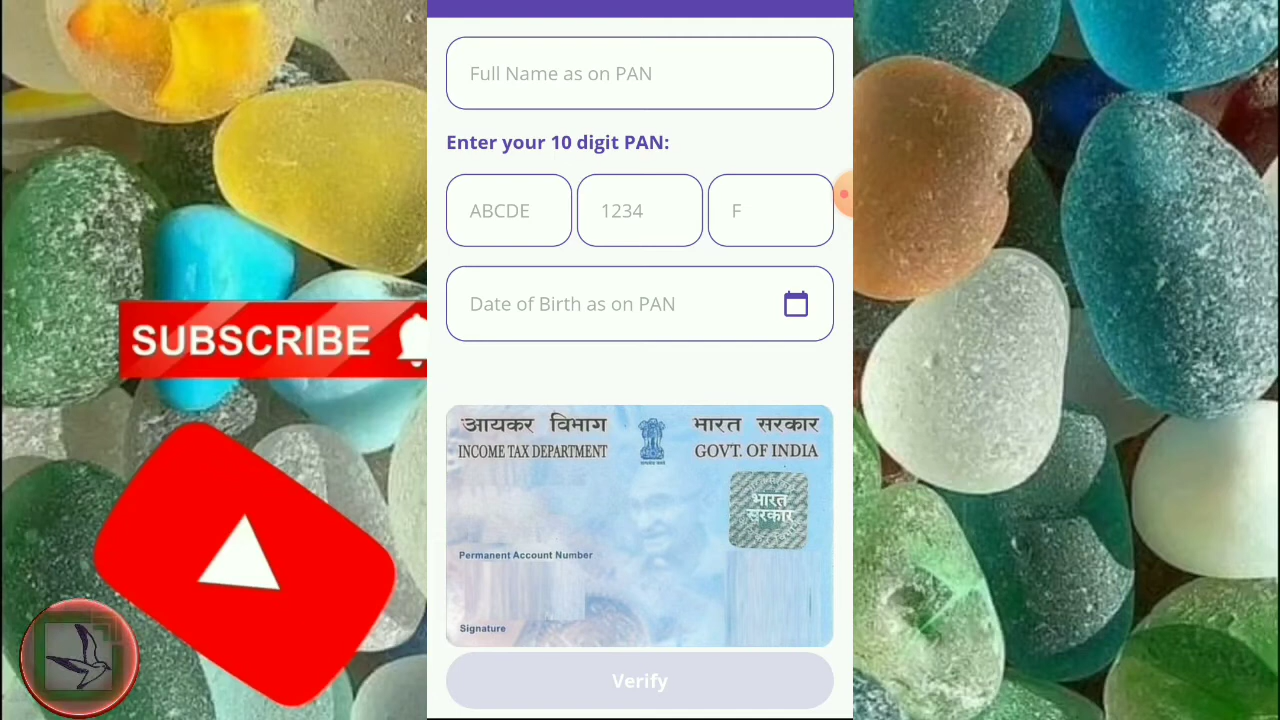 Full Name as on PAN
Enter your 10 digit PAN:
ABCDE 1234 F
Date of Birth as on PAN
SUBSCRIBE
आयकर विभाग भारत सरकार
INCOME TAX DEPARTMENT GOVT. OF INDIA
भारत
सरकार
Permanent Account Number
Signature
Verify